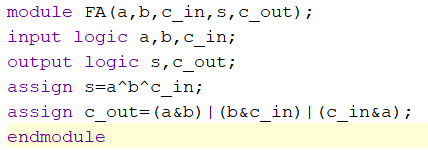 module FA(a,b,c_in,s,c_out);
input logic a,b,c_in;
output logic s,c_out;
assign s=a^b^c_in;
assign c_out=(a&b)|(b&c_in)|(c_in&a);
endmodule